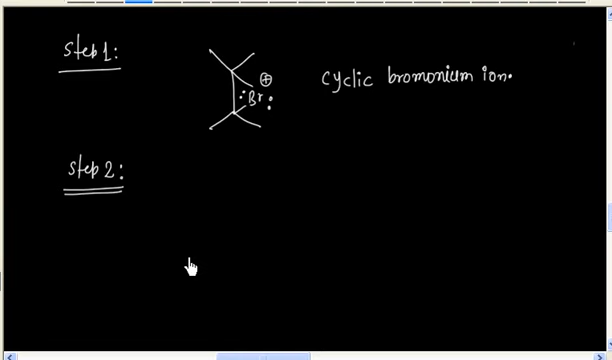 Step 1:
⊕
:Br:
cyclic bromonium ion.
Step 2: